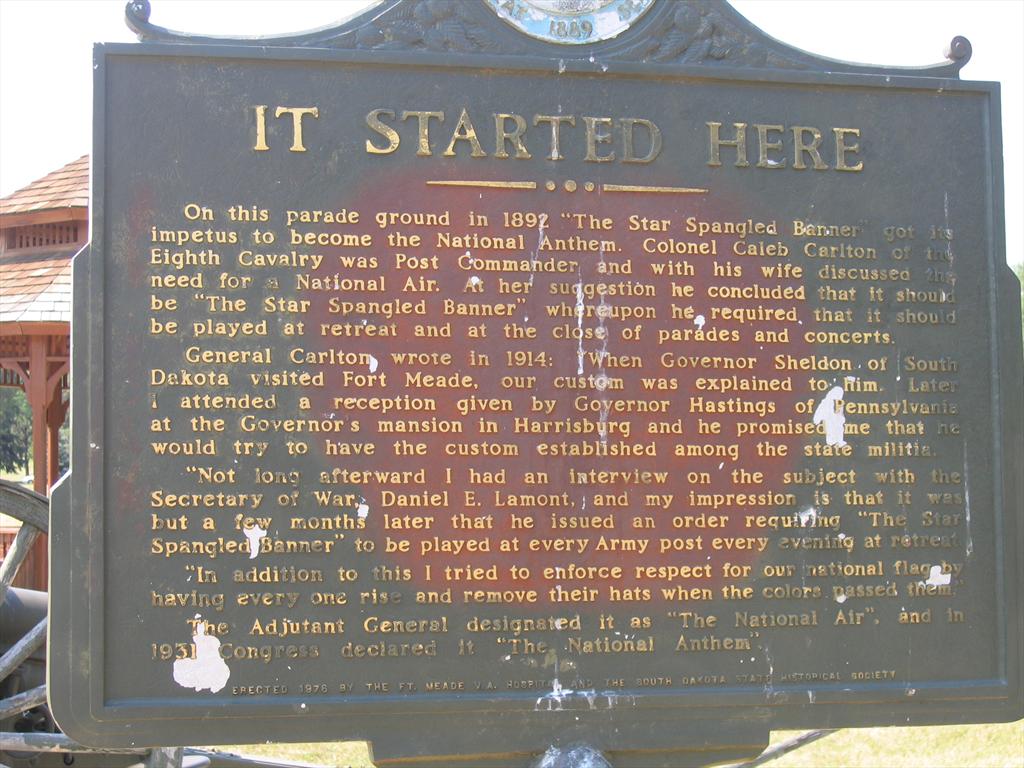 AT 1889
IT STARTED HERE
On this parade ground in 1892 "The Star Spangled Banner" got its
impetus to become the National Anthem. Colonel Caleb Carlton of the
Eighth Cavalry was Post Commander and with his wife discussed the
need for a National Air. At her suggestion he concluded that it should
be "The Star Spangled Banner" whereupon he required that it should
be played at retreat and at the close of parades and concerts.
General Carlton wrote in 1914: "When Governor Sheldon of South
Dakota visited Fort Meade, our custom was explained to him. Later
I attended a reception given by Governor Hastings of Pennsylvania
at the Governor's mansion in Harrisburg and he promised me that he
would try to have the custom established among the state militia.
"Not long afterward I had an interview on the subject with the
Secretary of War, Daniel E. Lamont, and my impression is that it was
but a few months later that he issued an order requiring "The Star
Spangled Banner" to be played at every Army post every evening at retreat
"In addition to this I tried to enforce respect for our national flag by
having every one rise and remove their hats when the colors passed them."
The Adjutant General designated it as "The National Air", and in
1931 Congress declared it "The National Anthem"
ERECTED 1976 BY THE FT. MEADE V.A. HOSPITAL AND THE SOUTH DAKOTA STATE HISTORICAL SOCIETY